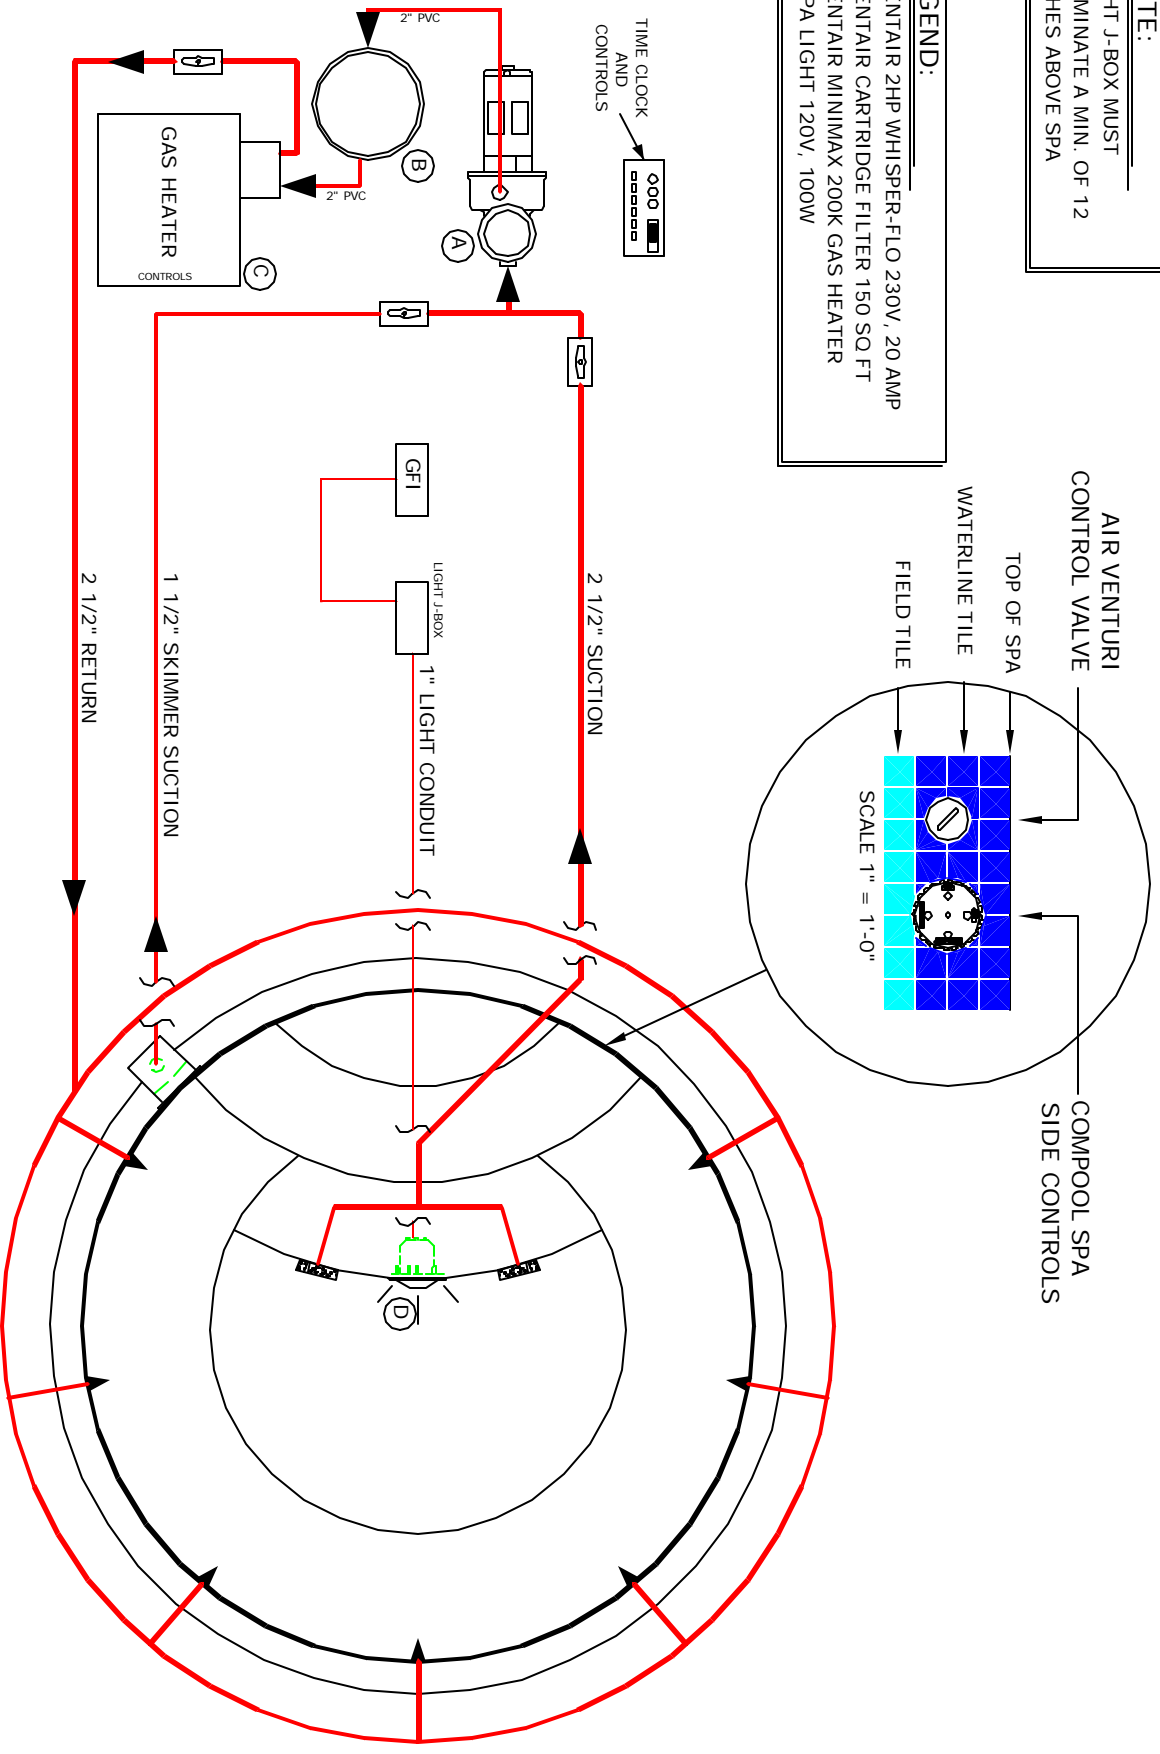 TE:
HT J-BOX MUST
MINATE A MIN. OF 12
HES ABOVE SPA
GEND:
ENTAIR 2HP WHISPER-FLO 230V, 20 AMP
ENTAIR CARTRIDGE FILTER 150 SQ FT
ENTAIR MINIMAX 200K GAS HEATER
PA LIGHT 120V, 100W
TIME CLOCK
AND
CONTROLS
2" PVC
B
2" PVC
A
GAS HEATER
CONTROLS
C
AIR VENTURI
CONTROL VALVE
TOP OF SPA
WATERLINE TILE
FIELD TILE
SCALE 1" = 1'-0"
COMPOOL SPA
SIDE CONTROLS
GFI
LIGHT J-BOX
1" LIGHT CONDUIT
2 1/2" SUCTION
1 1/2" SKIMMER SUCTION
2 1/2" RETURN
D